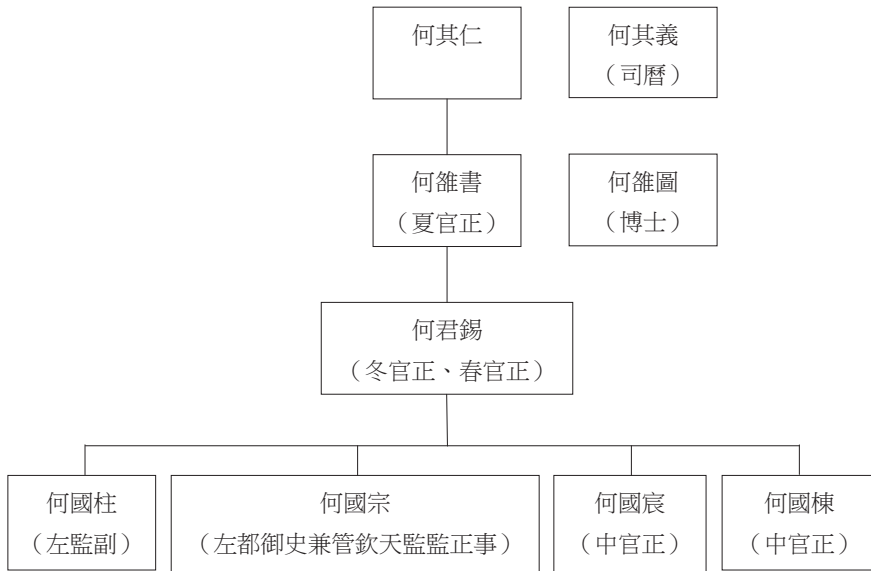 何其仁
何其義
（司曆）
何雒書
（夏官正）
何雒圖
（博士）
何君錫
（冬官正、春官正）
何國柱
（左監副）
何國宗
（左都御史兼管欽天監監正事）
何國宸
（中官正）
何國棟
（中官正）